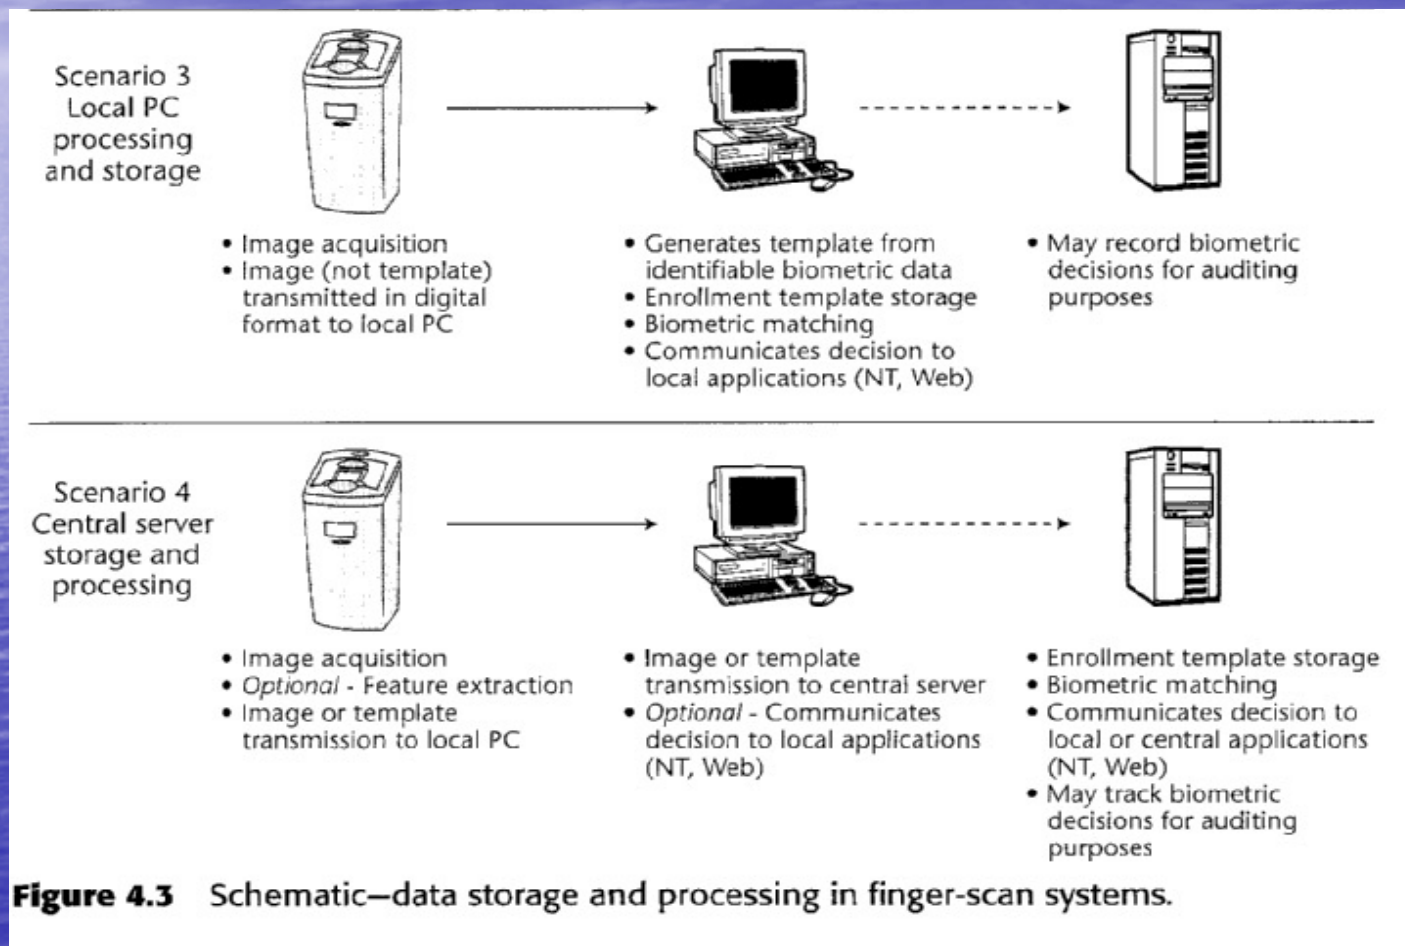 Scenario 3
Local PC
processing
and storage
• Image acquisition
• Image (not template)
transmitted in digital
format to local PC
• Generates template from
identifiable biometric data
• Enrollment template storage
• Biometric matching
• Communicates decision to
local applications (NT, Web)
• May record biometric
decisions for auditing
purposes
Scenario 4
Central server
storage and
processing
• Image acquisition
• Optional - Feature extraction
• Image or template
transmission to local PC
• Image or template
transmission to central server
• Optional - Communicates
decision to local applications
(NT, Web)
• Enrollment template storage
• Biometric matching
• Communicates decision to
local or central applications
(NT, Web)
• May track biometric
decisions for auditing
purposes
Figure 4.3 Schematic—data storage and processing in finger-scan systems.